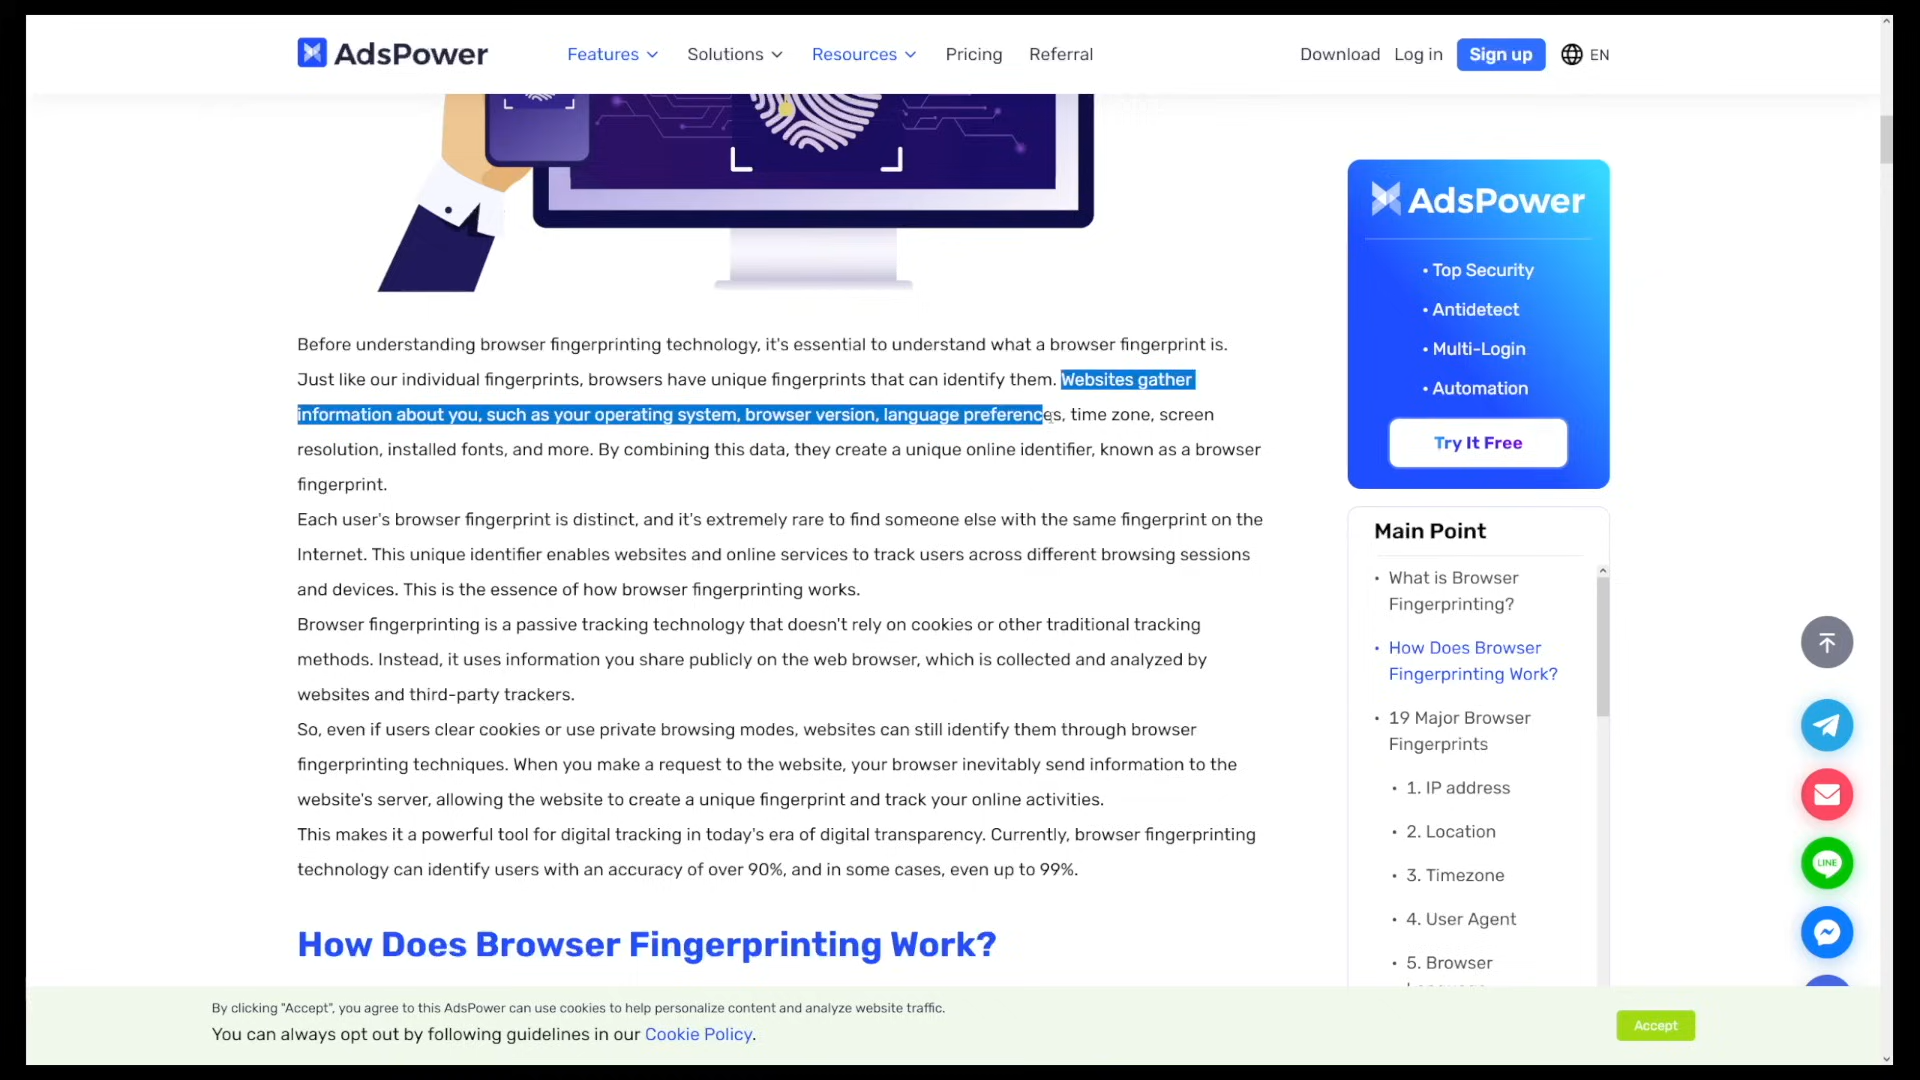 AdsPower
Features
Solutions
Resources
Pricing
Referral
Download
Log in
Sign up
EN
Before understanding browser fingerprinting technology, it's essential to understand what a browser fingerprint is.
Just like our individual fingerprints, browsers have unique fingerprints that can identify them. Websites gather
information about you, such as your operating system, browser version, language preferences, time zone, screen
resolution, installed fonts, and more. By combining this data, they create a unique online identifier, known as a browser
fingerprint.
Each user's browser fingerprint is distinct, and it's extremely rare to find someone else with the same fingerprint on the
Internet. This unique identifier enables websites and online services to track users across different browsing sessions
and devices. This is the essence of how browser fingerprinting works.
Browser fingerprinting is a passive tracking technology that doesn't rely on cookies or other traditional tracking
methods. Instead, it uses information you share publicly on the web browser, which is collected and analyzed by
websites and third-party trackers.
So, even if users clear cookies or use private browsing modes, websites can still identify them through browser
fingerprinting techniques. When you make a request to the website, your browser inevitably send information to the
website's server, allowing the website to create a unique fingerprint and track your online activities.
This makes it a powerful tool for digital tracking in today's era of digital transparency. Currently, browser fingerprinting
technology can identify users with an accuracy of over 90%, and in some cases, even up to 99%.
How Does Browser Fingerprinting Work?
AdsPower
• Top Security
• Antidetect
• Multi-Login
• Automation
Try It Free
Main Point
• What is Browser
Fingerprinting?
• How Does Browser
Fingerprinting Work?
• 19 Major Browser
Fingerprints
• 1. IP address
• 2. Location
• 3. Timezone
• 4. User Agent
• 5. Browser
LINE
By clicking "Accept", you agree to this AdsPower can use cookies to help personalize content and analyze website traffic.
You can always opt out by following guidelines in our Cookie Policy.
Accept